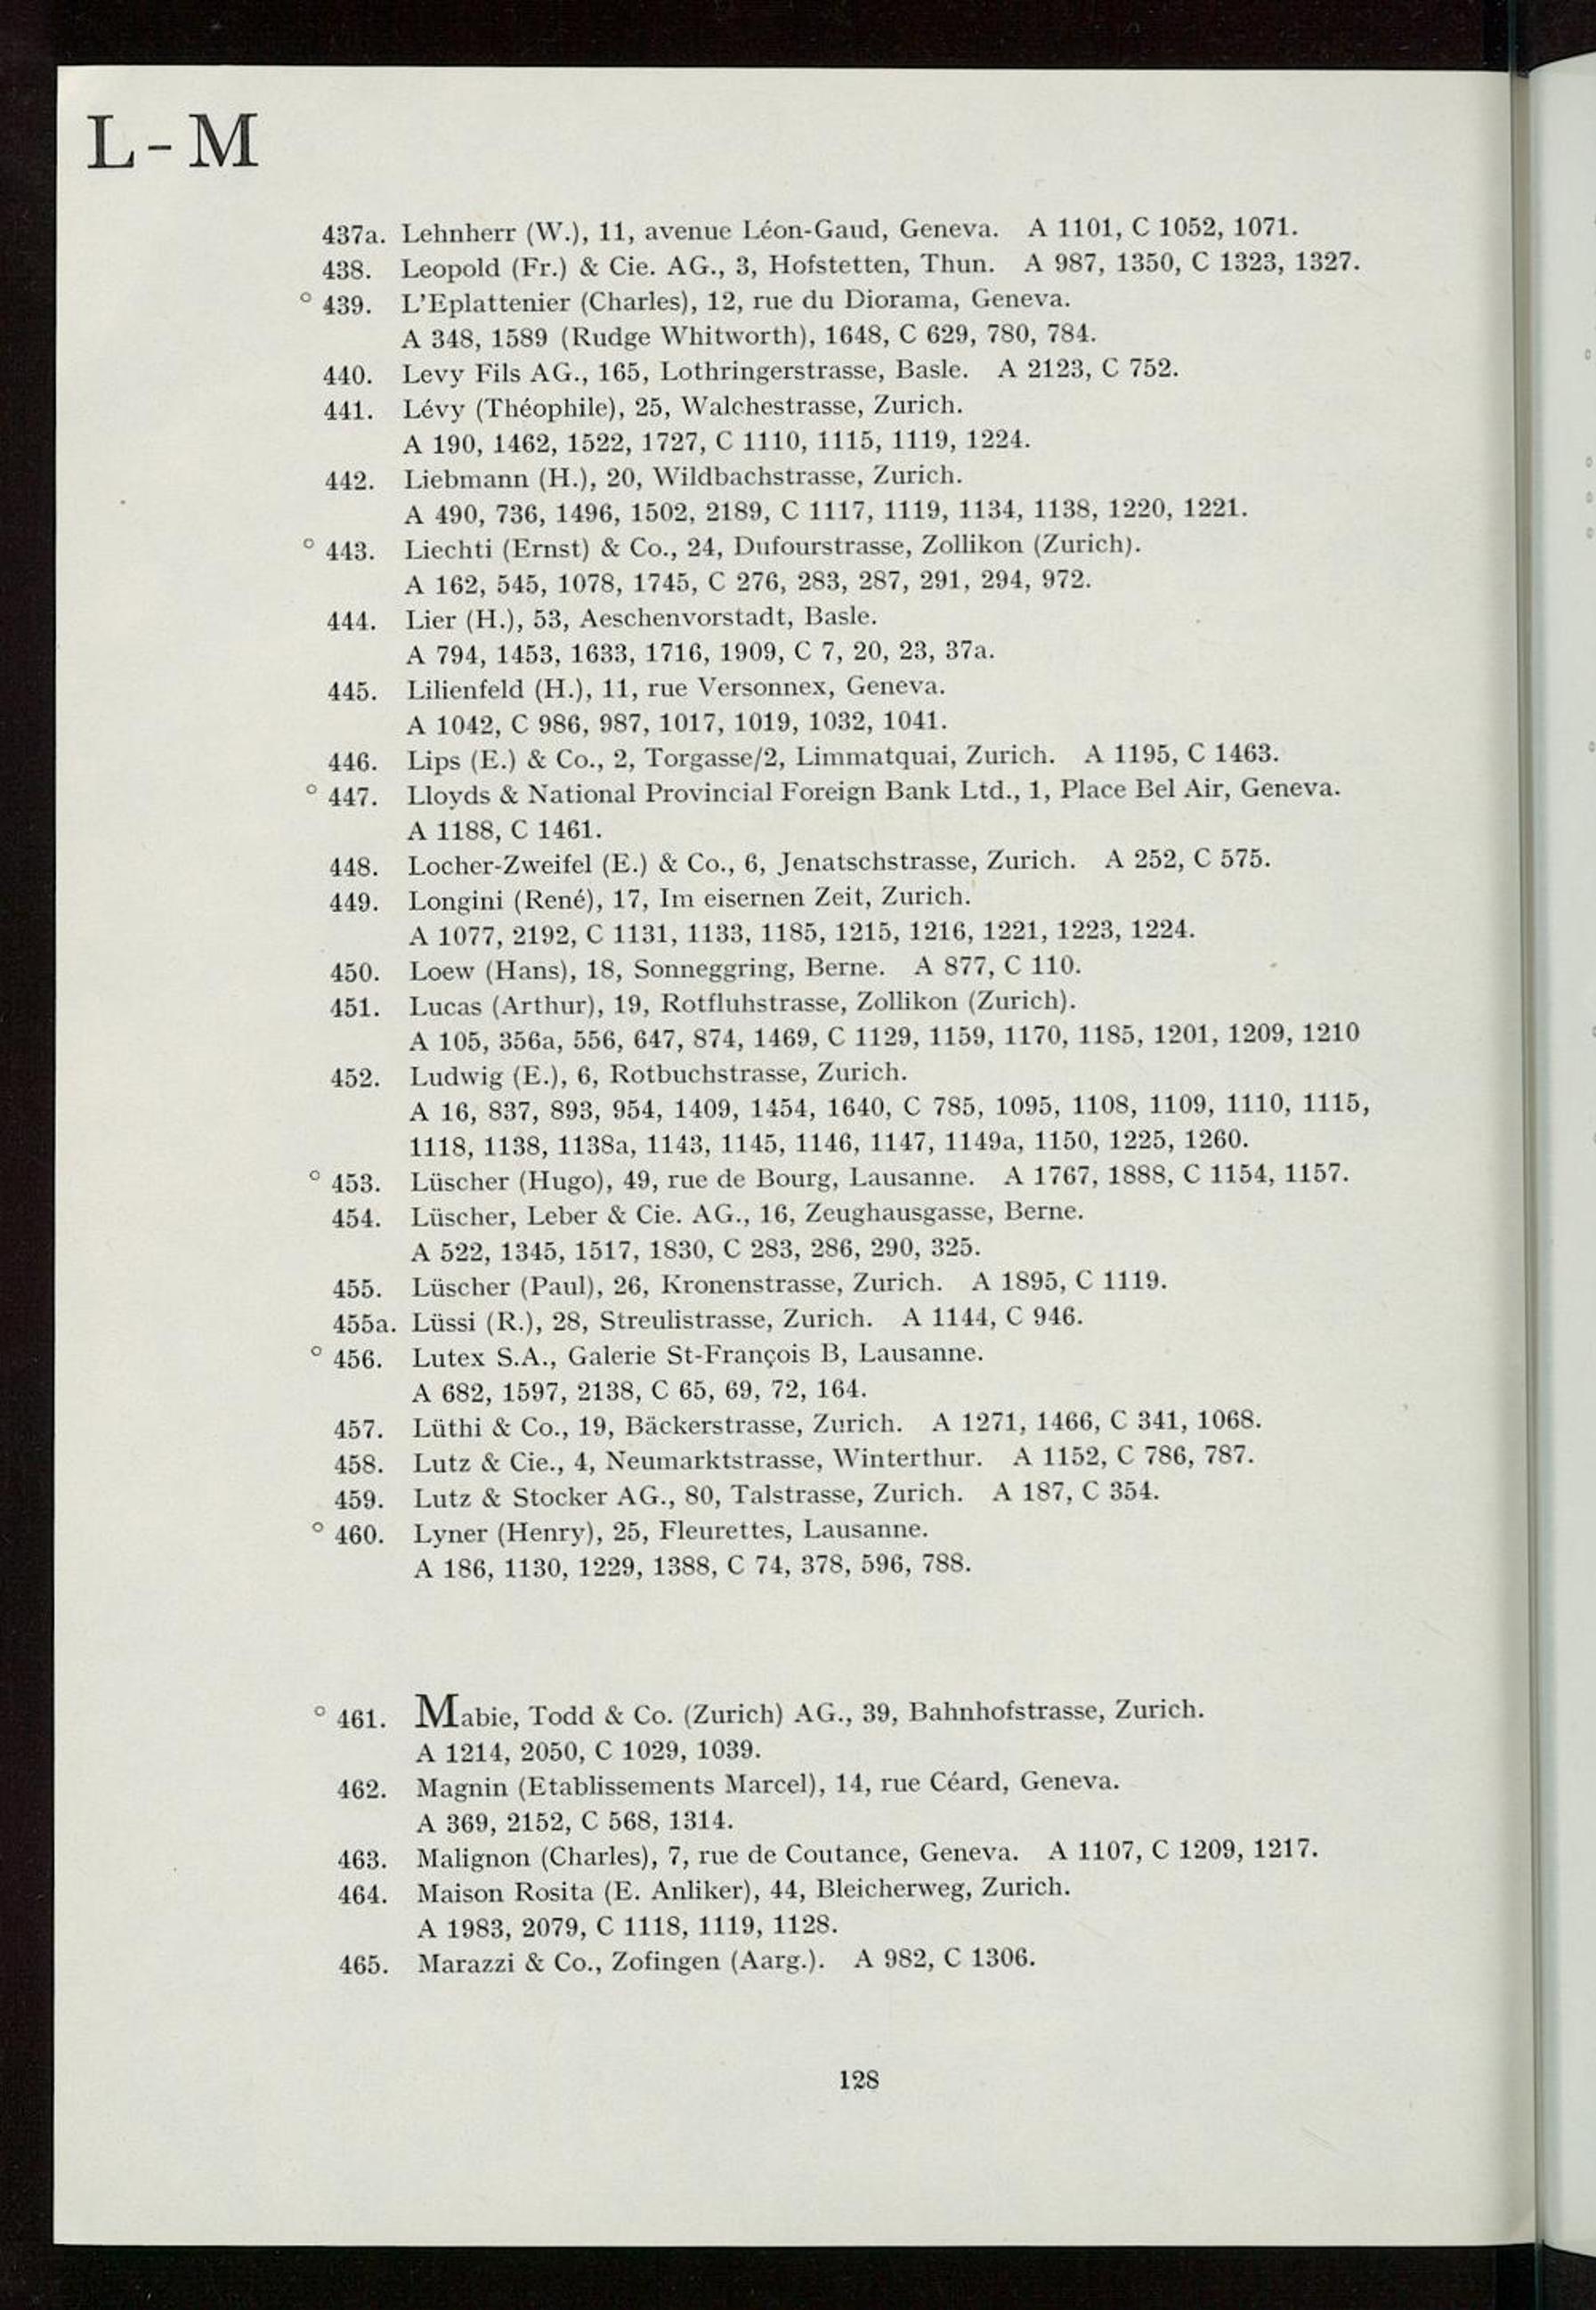 L-M
437a. Lehnherr (W.), 11, avenue Léon-Gaud, Geneva. A 1101, C 1052, 1071.
438. Leopold (Fr.) & Cie. AG., 3, Hofstetten, Thun. A 987, 1350, C 1323, 1327.
° 439. L'Eplattenier (Charles), 12, rue du Diorama, Geneva.
A 348, 1589 (Rudge Whitworth), 1648, C 629, 780, 784.
440. Levy Fils AG., 165, Lothringerstrasse, Basle. A 2123, C 752.
441. Lévy (Théophile), 25, Walchestrasse, Zurich.
A 190, 1462, 1522, 1727, C 1110, 1115, 1119, 1224.
442. Liebmann (H.), 20, Wildbachstrasse, Zurich.
A 490, 736, 1496, 1502, 2189, C 1117, 1119, 1134, 1138, 1220, 1221.
° 443. Liechti (Ernst) & Co., 24, Dufourstrasse, Zollikon (Zurich).
A 162, 545, 1078, 1745, C 276, 283, 287, 291, 294, 972.
444. Lier (H.), 53, Aeschenvorstadt, Basle.
A 794, 1453, 1633, 1716, 1909, C 7, 20, 23, 37a.
445. Lilienfeld (H.), 11, rue Versonnex, Geneva.
A 1042, C 986, 987, 1017, 1019, 1032, 1041.
446. Lips (E.) & Co., 2, Torgasse/2, Limmatquai, Zurich. A 1195, C 1463.
° 447. Lloyds & National Provincial Foreign Bank Ltd., 1, Place Bel Air, Geneva.
A 1188, C 1461.
448. Locher-Zweifel (E.) & Co., 6, Jenatschstrasse, Zurich. A 252, C 575.
449. Longini (René), 17, Im eisernen Zeit, Zurich.
A 1077, 2192, C 1131, 1133, 1185, 1215, 1216, 1221, 1223, 1224.
450. Loew (Hans), 18, Sonneggring, Berne. A 877, C 110.
451. Lucas (Arthur), 19, Rotfluhstrasse, Zollikon (Zurich).
A 105, 356a, 556, 647, 874, 1469, C 1129, 1159, 1170, 1185, 1201, 1209, 1210
452. Ludwig (E.), 6, Rotbuchstrasse, Zurich.
A 16, 837, 893, 954, 1409, 1454, 1640, C 785, 1095, 1108, 1109, 1110, 1115,
1118, 1138, 1138a, 1143, 1145, 1146, 1147, 1149a, 1150, 1225, 1260.
° 453. Lüscher (Hugo), 49, rue de Bourg, Lausanne. A 1767, 1888, C 1154, 1157.
454. Lüscher, Leber & Cie. AG., 16, Zeughausgasse, Berne.
A 522, 1345, 1517, 1830, C 283, 286, 290, 325.
455. Lüscher (Paul), 26, Kronenstrasse, Zurich. A 1895, C 1119.
455a. Lüssi (R.), 28, Streulistrasse, Zurich. A 1144, C 946.
° 456. Lutex S.A., Galerie St-François B, Lausanne.
A 682, 1597, 2138, C 65, 69, 72, 164.
457. Lüthi & Co., 19, Bäckerstrasse, Zurich. A 1271, 1466, C 341, 1068.
458. Lutz & Cie., 4, Neumarktstrasse, Winterthur. A 1152, C 786, 787.
459. Lutz & Stocker AG., 80, Talstrasse, Zurich. A 187, C 354.
° 460. Lyner (Henry), 25, Fleurettes, Lausanne.
A 186, 1130, 1229, 1388, C 74, 378, 596, 788.
° 461. Mabie, Todd & Co. (Zurich) AG., 39, Bahnhofstrasse, Zurich.
A 1214, 2050, C 1029, 1039.
462. Magnin (Etablissements Marcel), 14, rue Céard, Geneva.
A 369, 2152, C 568, 1314.
463. Malignon (Charles), 7, rue de Coutance, Geneva. A 1107, C 1209, 1217.
464. Maison Rosita (E. Anliker), 44, Bleicherweg, Zurich.
A 1983, 2079, C 1118, 1119, 1128.
465. Marazzi & Co., Zofingen (Aarg.). A 982, C 1306.
128